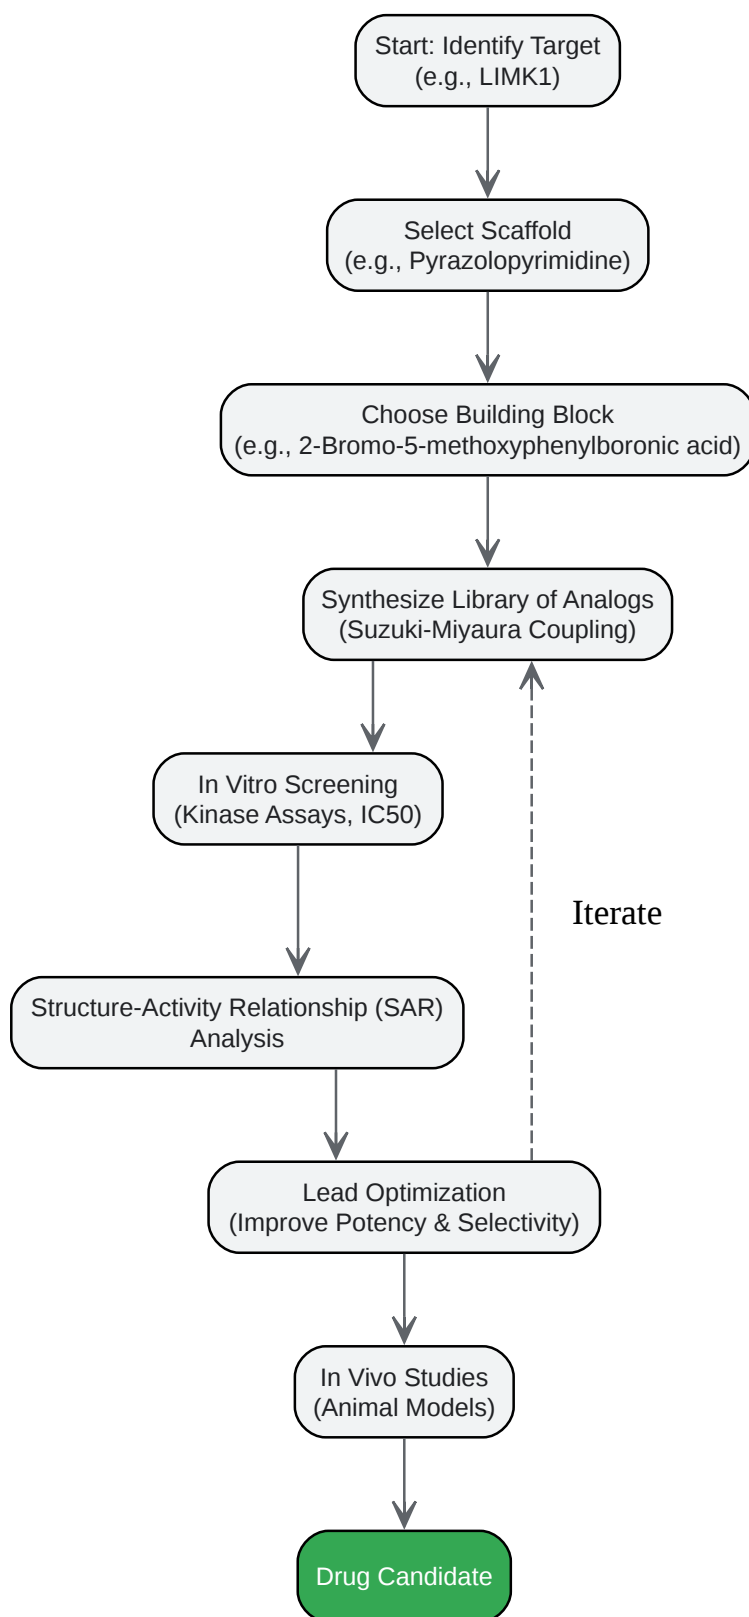 Start: Identify Target
(e.g., LIMK1)
Select Scaffold
(e.g., Pyrazolopyrimidine)
Choose Building Block
(e.g., 2-Bromo-5-methoxyphenylboronic acid)
Synthesize Library of Analogs
(Suzuki-Miyaura Coupling)
In Vitro Screening
(Kinase Assays, IC50)
Iterate
Structure-Activity Relationship (SAR)
Analysis
Lead Optimization
(Improve Potency & Selectivity)
In Vivo Studies
(Animal Models)
Drug Candidate